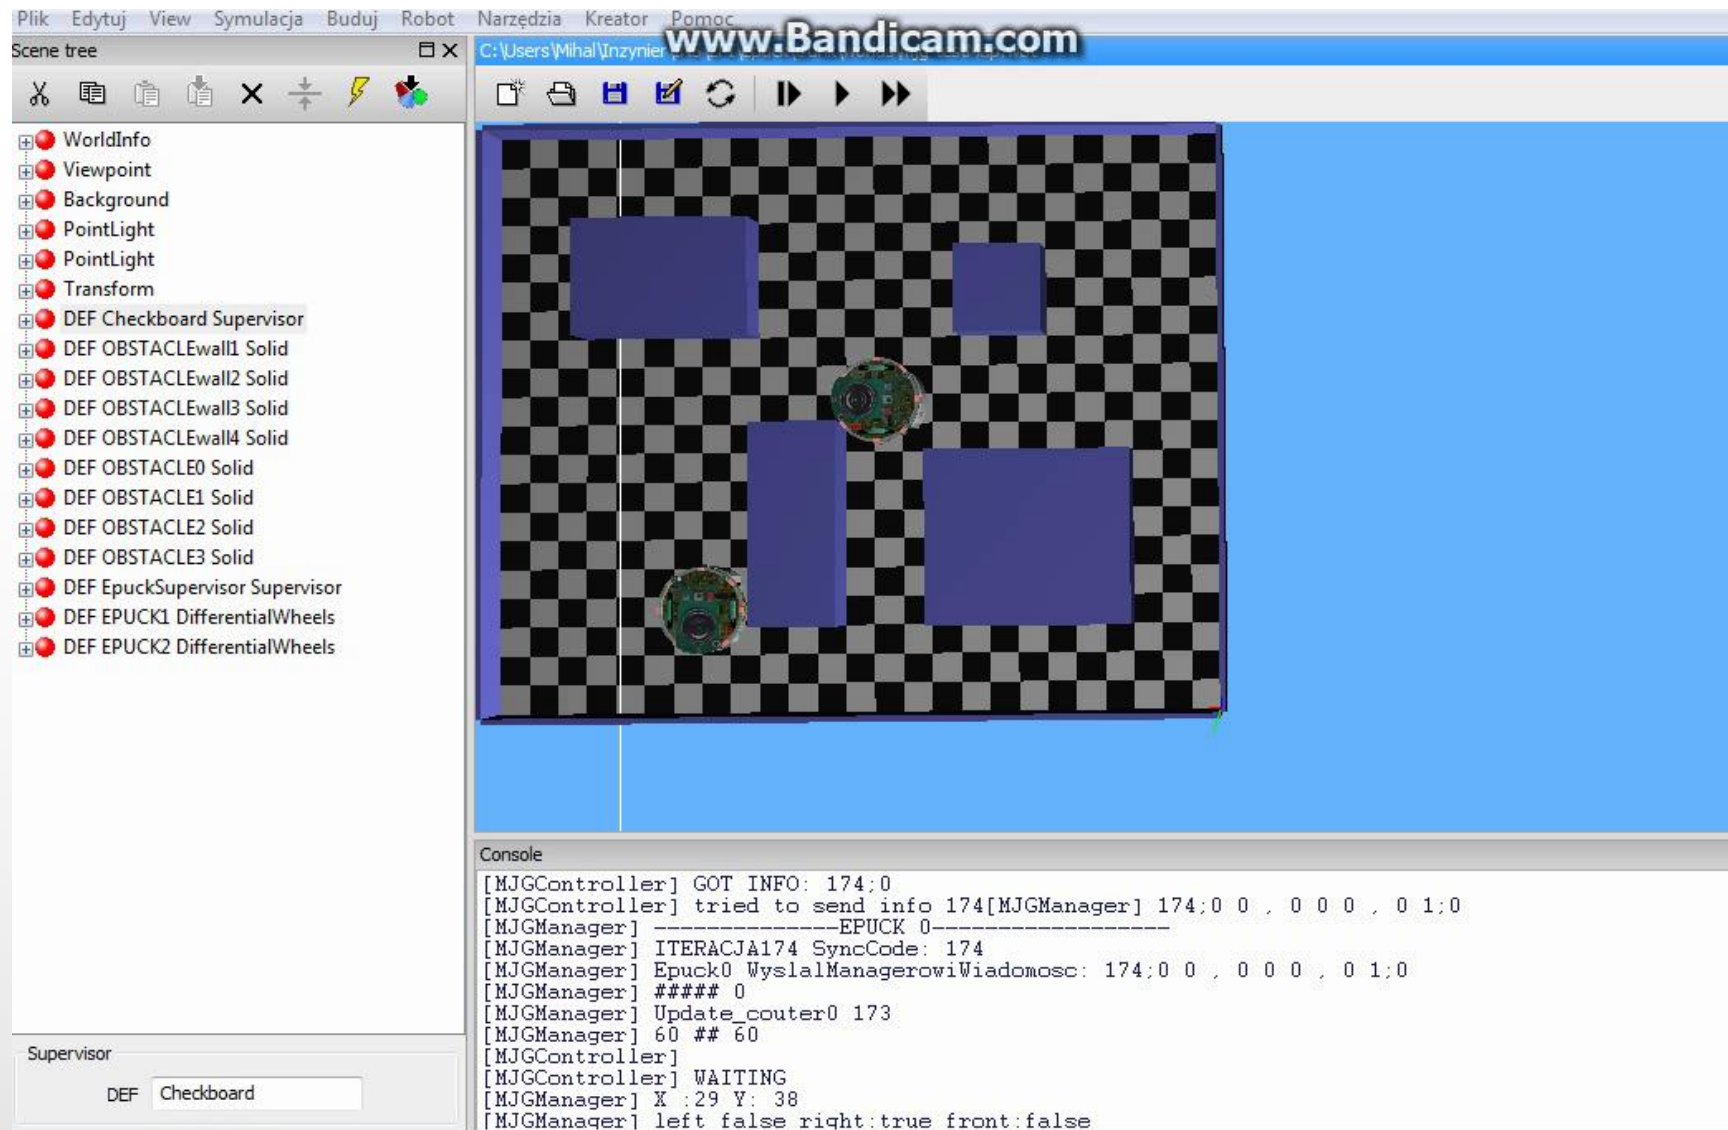 Plik Edytuj View Symulacja Buduj Robot Narzędzia Kreator Pomoc
www.Bandicam.com
Scene tree
C:\Users\Mihal\Inzynier
WorldInfo
Viewpoint
Background
PointLight
PointLight
Transform
DEF Checkboard Supervisor
DEF OBSTACLEwall1 Solid
DEF OBSTACLEwall2 Solid
DEF OBSTACLEwall3 Solid
DEF OBSTACLEwall4 Solid
DEF OBSTACLE0 Solid
DEF OBSTACLE1 Solid
DEF OBSTACLE2 Solid
DEF OBSTACLE3 Solid
DEF EpuckSupervisor Supervisor
DEF EPUCK1 DifferentialWheels
DEF EPUCK2 DifferentialWheels
Supervisor
DEF Checkboard
Console
[MJGController] GOT INFO: 174;0
[MJGController] tried to send info 174[MJGManager] 174;0 0 , 0 0 0 , 0 1;0
[MJGManager] --------------EPUCK 0------------------
[MJGManager] ITERACJA174 SyncCode: 174
[MJGManager] Epuck0 WyslalManagerowiWiadomosc: 174;0 0 , 0 0 0 , 0 1;0
[MJGManager] ##### 0
[MJGManager] Update_couter0 173
[MJGManager] 60 ## 60
[MJGController]
[MJGController] WAITING
[MJGManager] X :29 Y: 38
[MJGManager] left false right:true front:false